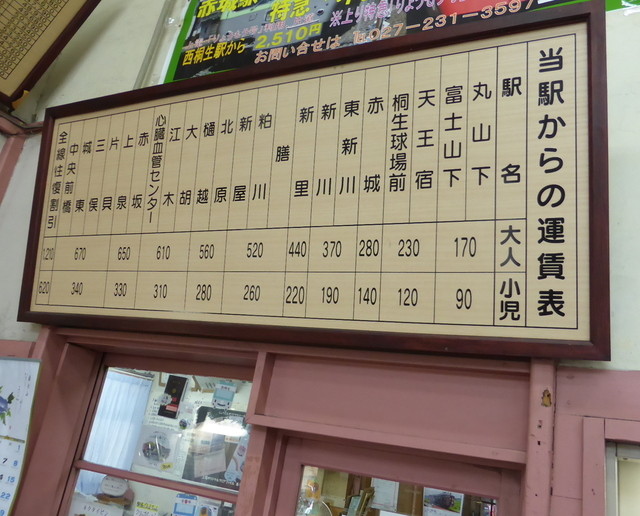 特急
西桐生駅から 2,510円
お問い合せは ℡027-231-3597
当駅からの運賃表
駅名 大人 小児
丸山下
富士山下
170 90
天王宿
桐生球場前
230 120
赤城
280 140
東新川
新川
370 190
新里
440 220
膳
粕川
新屋
520 260
北原
樋越
560 280
大胡
江木
心臓血管センター
610 310
赤坂
上泉
650 330
片貝
三俣
城東
中央前橋
670 340
全線往復割引
1,210 620